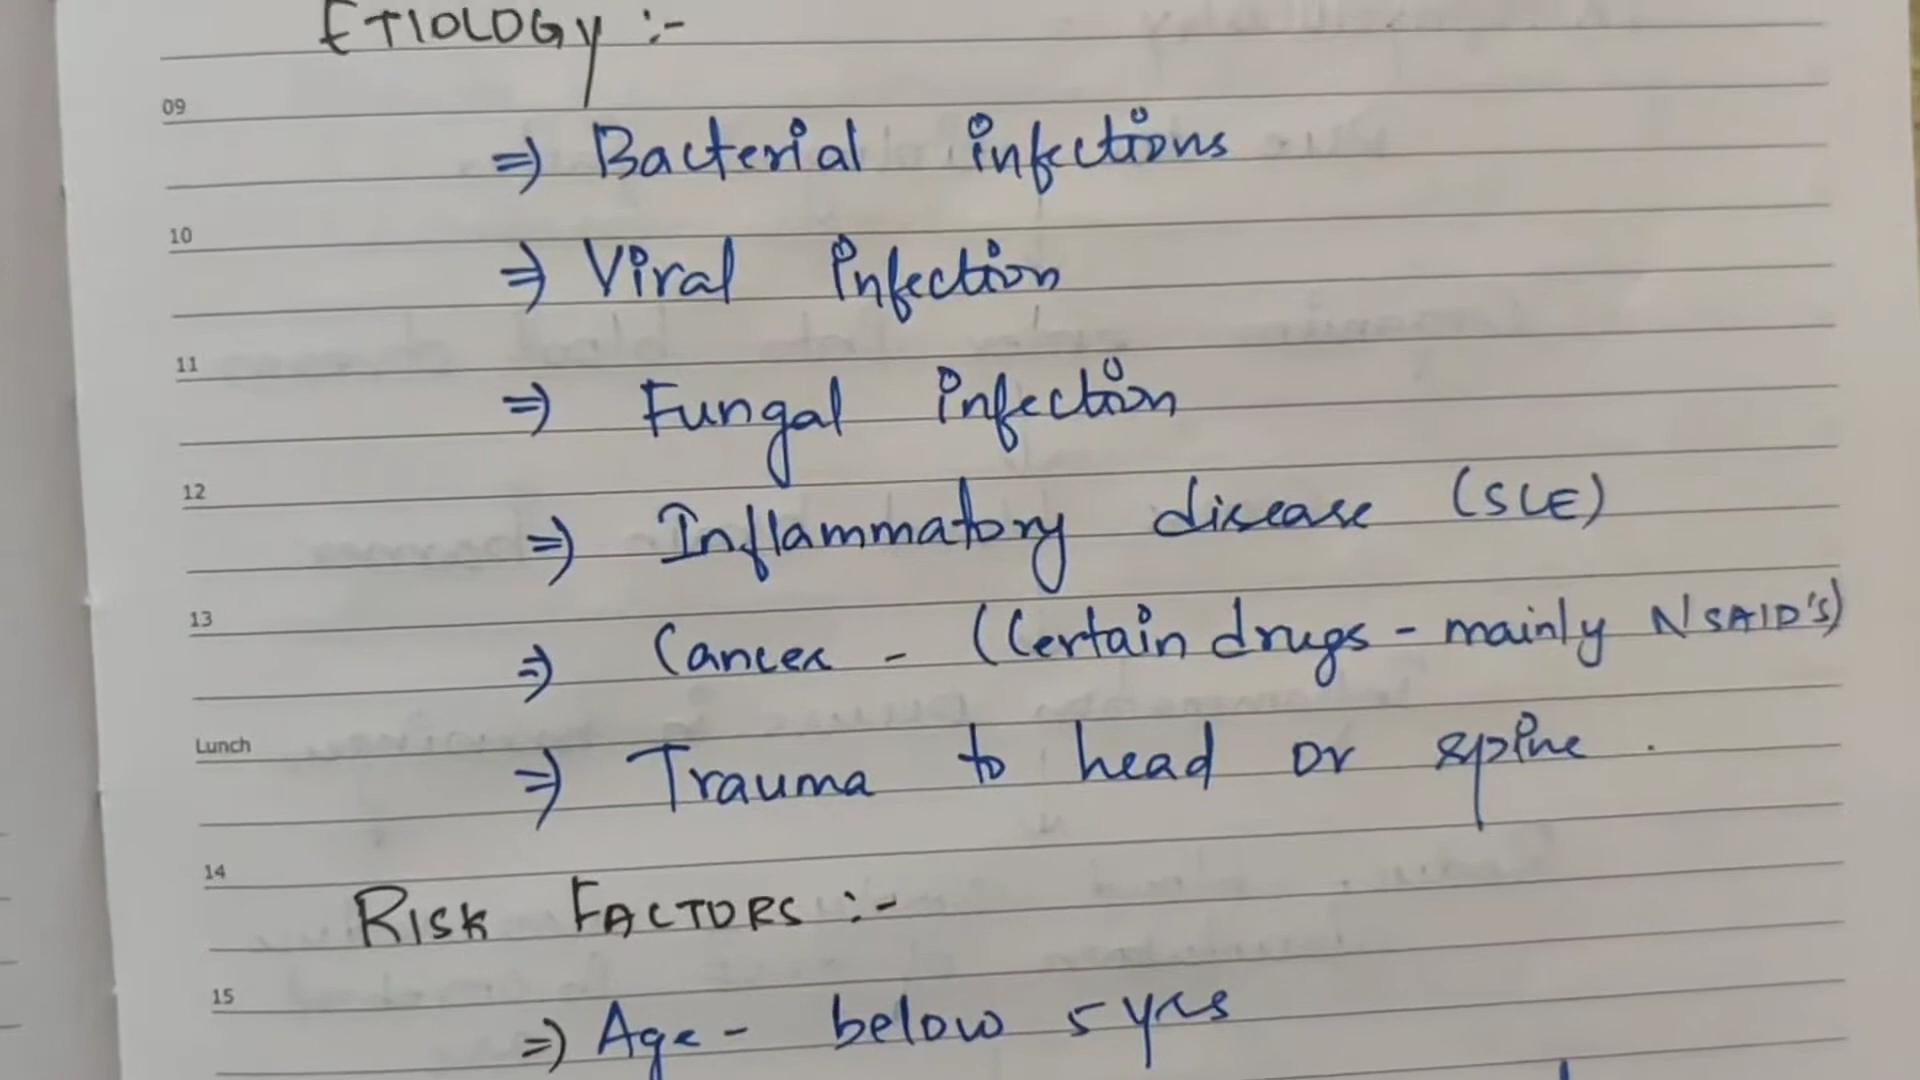 ETIOLOGY :-
09
⇒ Bacterial infections
10
⇒ Viral Infection
11
⇒ Fungal infection
12
⇒ Inflammatory disease (SLE)
13
⇒ Cancer - (Certain drugs - mainly NSAID's)
Lunch
⇒ Trauma to head or spine.
14
RISK FACTORS :-
15
⇒ Age - below 5 yrs